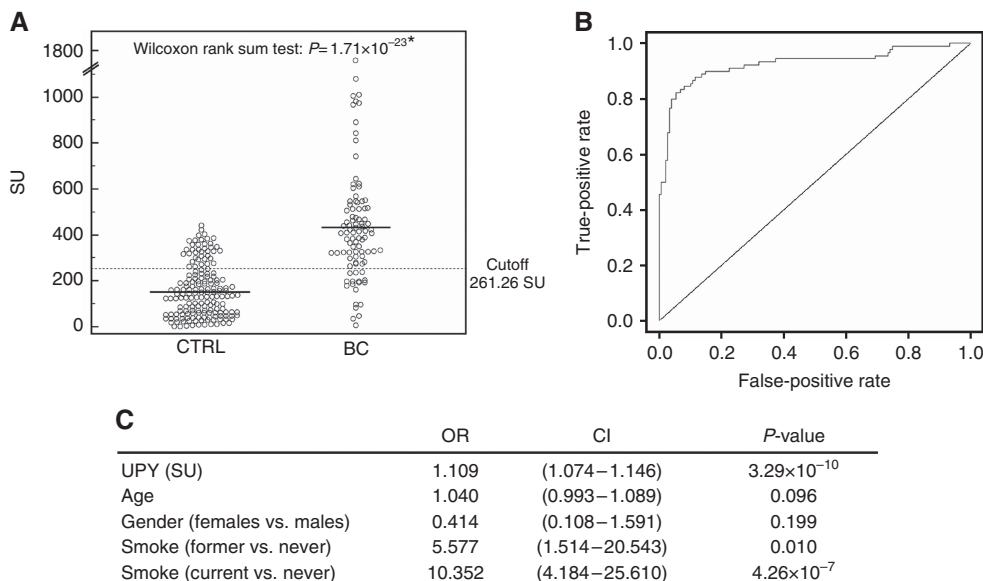 A
Wilcoxon rank sum test: P= 1.71×10−23*
1800
1000
800
600
400
200
0
SU
Cutoff
261.26 SU
CTRL BC
B
1.0
0.8
0.6
0.4
0.2
0.0
True-positive rate
0.0 0.2 0.4 0.6 0.8 1.0
False-positive rate
C
OR CI P-value
UPY (SU) 1.109 (1.074–1.146) 3.29×10−10
Age 1.040 (0.993–1.089) 0.096
Gender (females vs. males) 0.414 (0.108–1.591) 0.199
Smoke (former vs. never) 5.577 (1.514–20.543) 0.010
Smoke (current vs. never) 10.352 (4.184–25.610) 4.26×10−7